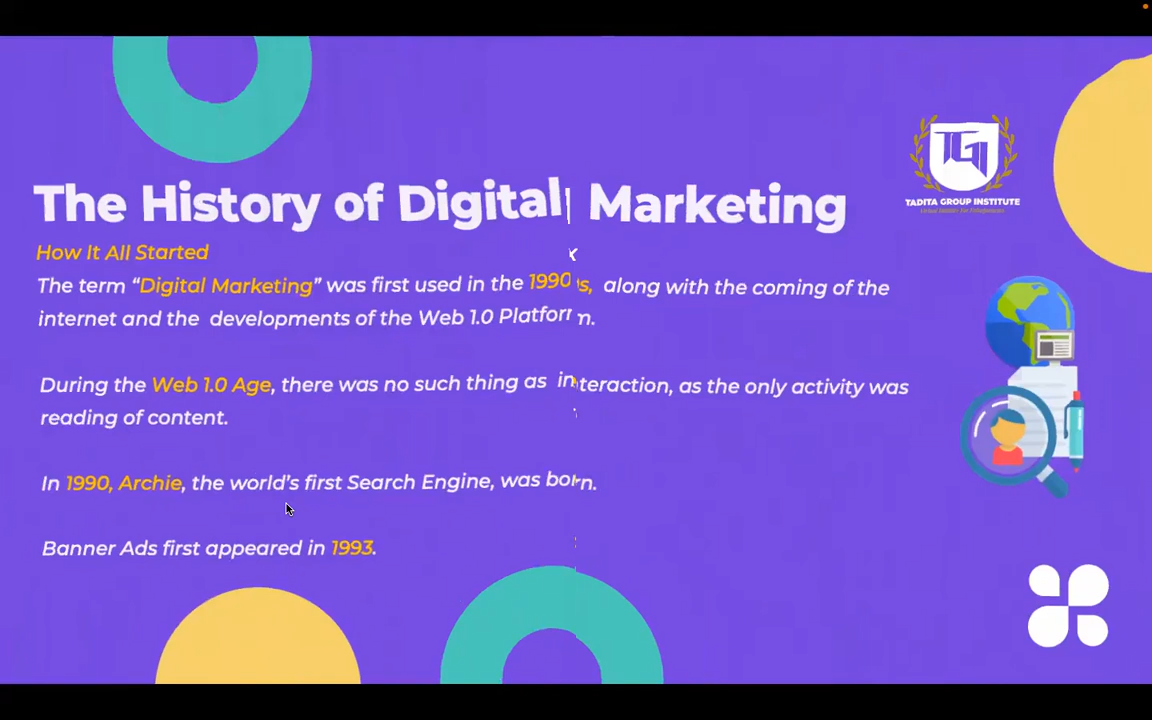 The History of Digital Marketing
How It All Started
The term “Digital Marketing” was first used in the 1990's, along with the coming of the
internet and the developments of the Web 1.0 Platform.
During the Web 1.0 Age, there was no such thing as interaction, as the only activity was
reading of content.
In 1990, Archie, the world's first Search Engine, was born.
Banner Ads first appeared in 1993.
TGI
TADITA GROUP INSTITUTE